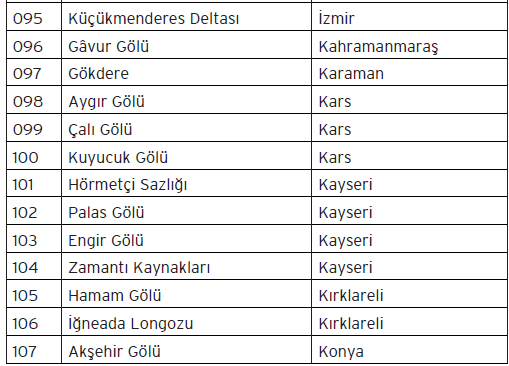 095 Küçükmenderes Deltası İzmir
096 Gâvur Gölü Kahramanmaraş
097 Gökdere Karaman
098 Aygır Gölü Kars
099 Çalı Gölü Kars
100 Kuyucuk Gölü Kars
101 Hörmetçi Sazlığı Kayseri
102 Palas Gölü Kayseri
103 Engir Gölü Kayseri
104 Zamantı Kaynakları Kayseri
105 Hamam Gölü Kırklareli
106 İğneada Longozu Kırklareli
107 Akşehir Gölü Konya